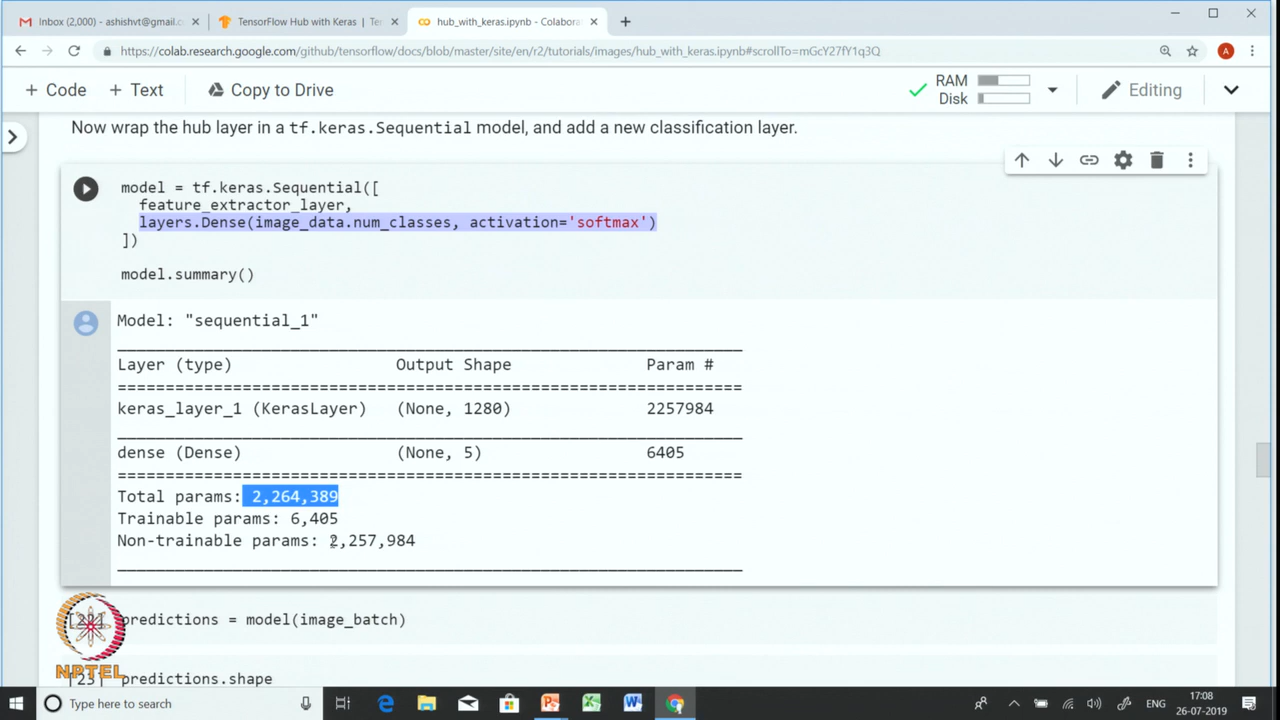 Inbox (2,000) - ashishvt@gmail.c
TensorFlow Hub with Keras | Ten
hub_with_keras.ipynb - Colabora
https://colab.research.google.com/github/tensorflow/docs/blob/master/site/en/r2/tutorials/images/hub_with_keras.ipynb#scrollTo=mGcY27fY1q3Q
A
+ Code + Text Copy to Drive
RAM
Disk
Editing
Now wrap the hub layer in a tf.keras.Sequential model, and add a new classification layer.
model = tf.keras.Sequential([
feature_extractor_layer,
layers.Dense(image_data.num_classes, activation='softmax')
])
model.summary()
Model: "sequential_1"
Layer (type) Output Shape Param #
keras_layer_1 (KerasLayer) (None, 1280) 2257984
dense (Dense) (None, 5) 6405
Total params: 2,264,389
Trainable params: 6,405
Non-trainable params: 2,257,984
[22] predictions = model(image_batch)
NPTEL
[23] predictions.shape
Type here to search
ENG
17:08
26-07-2019